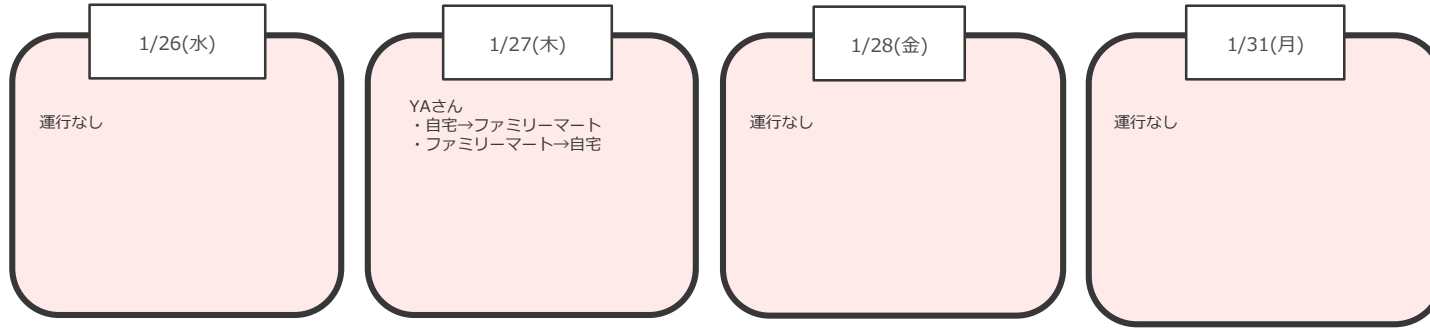 1/26(水)
運行なし
1/27(木)
YAさん
・自宅→ファミリーマート
・ファミリーマート→自宅
1/28(金)
運行なし
1/31(月)
運行なし